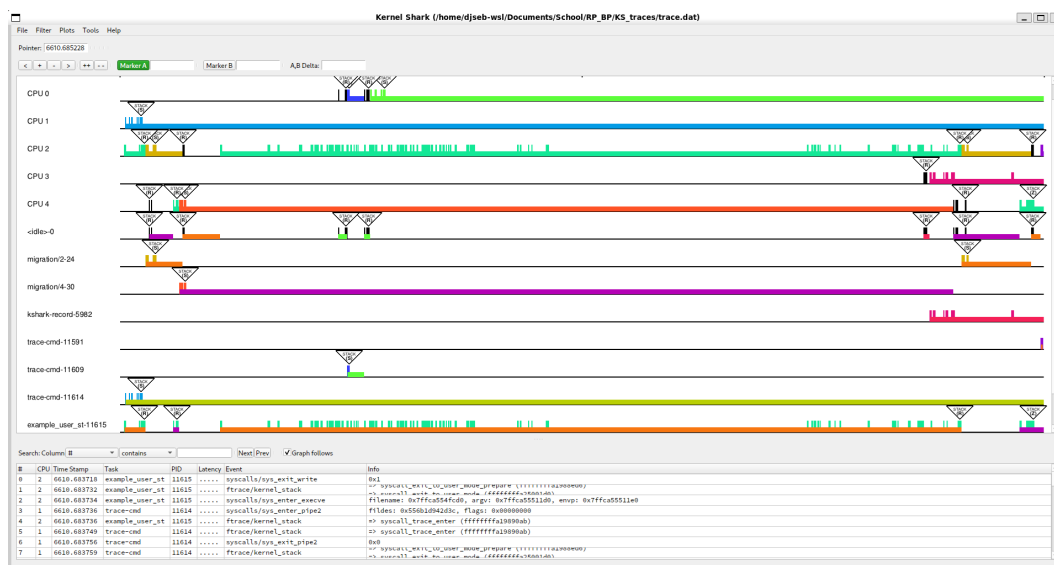 Kernel Shark (/home/djseb-wsl/Documents/School/RP_BP/KS_traces/trace.dat)
File Filter Plots Tools Help
Pointer: 6610.685228
< + - > ++ -- Marker A Marker B A,B Delta:
CPU 0
CPU 1
CPU 2
CPU 3
CPU 4
<idle>-0
migration/2-24
migration/4-30
kshark-record-5982
trace-cmd-11591
trace-cmd-11609
trace-cmd-11614
example_user_st-11615
Search: Column # contains Next Prev Graph follows
# CPU Time Stamp Task PID Latency Event Info
0 2 6610.683718 example_user_st 11615 ..... syscalls/sys_exit_write 0x1
1 2 6610.683732 example_user_st 11615 ..... ftrace/kernel_stack
2 2 6610.683734 example_user_st 11615 ..... syscalls/sys_enter_execve filename: 0x7ffca554fcd0, argv: 0x7ffca55511d0, envp: 0x7ffca55511e0
3 1 6610.683736 trace-cmd 11614 ..... syscalls/sys_enter_pipe2 fildes: 0x556b1d942d3c, flags: 0x00000000
4 2 6610.683736 example_user_st 11615 ..... ftrace/kernel_stack => syscall_trace_enter (ffffffffa19890ab)
5 1 6610.683749 trace-cmd 11614 ..... ftrace/kernel_stack => syscall_trace_enter (ffffffffa19890ab)
6 1 6610.683756 trace-cmd 11614 ..... syscalls/sys_exit_pipe2 0x0
7 1 6610.683759 trace-cmd 11614 ..... ftrace/kernel_stack